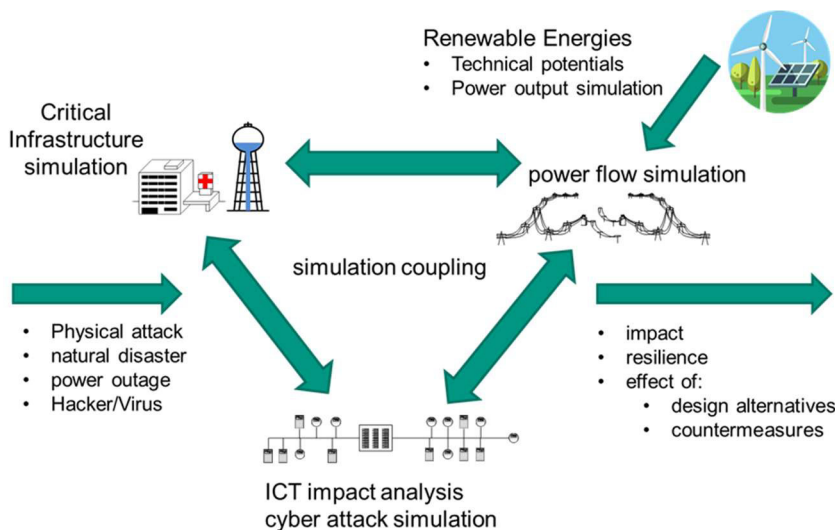 Renewable Energies
• Technical potentials
• Power output simulation
Critical
Infrastructure
simulation
power flow simulation
simulation coupling
• Physical attack
• natural disaster
• power outage
• Hacker/Virus
• impact
• resilience
• effect of:
• design alternatives
• countermeasures
ICT impact analysis
cyber attack simulation